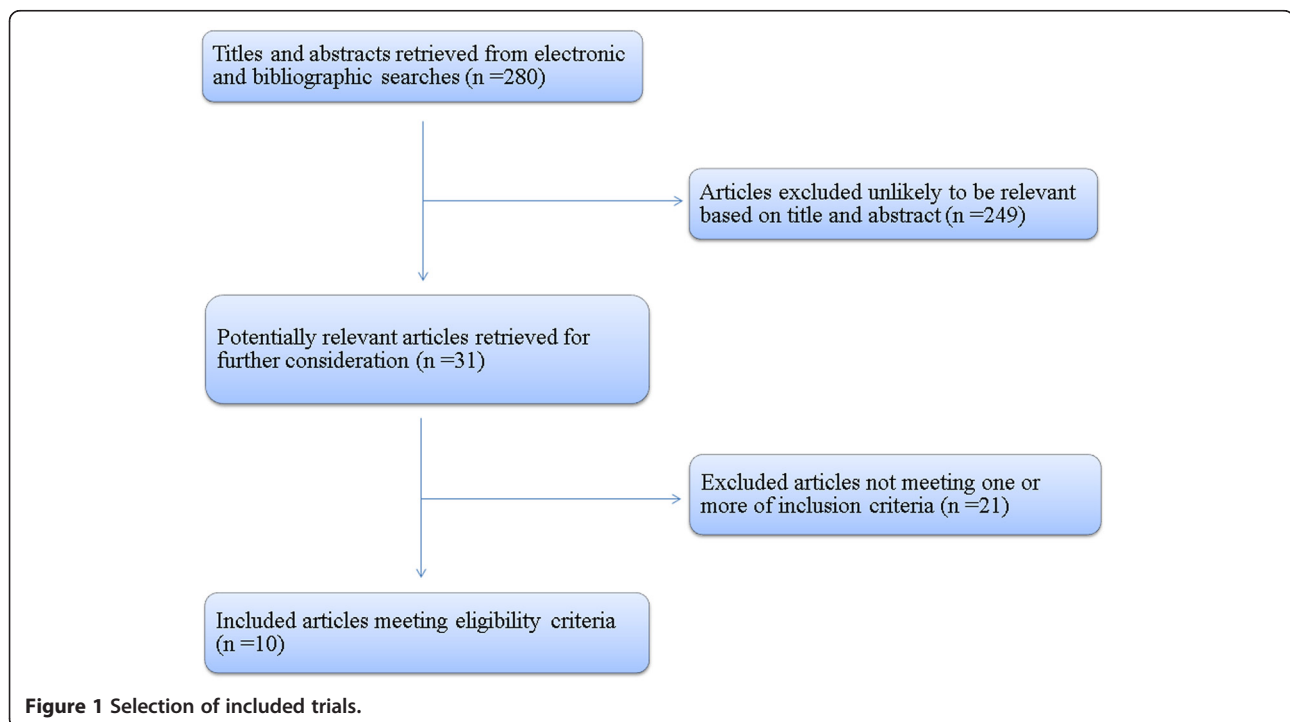 Titles and abstracts retrieved from electronic
and bibliographic searches (n =280)
Articles excluded unlikely to be relevant
based on title and abstract (n =249)
Potentially relevant articles retrieved for
further consideration (n =31)
Excluded articles not meeting one or
more of inclusion criteria (n =21)
Included articles meeting eligibility criteria
(n =10)
Figure 1 Selection of included trials.